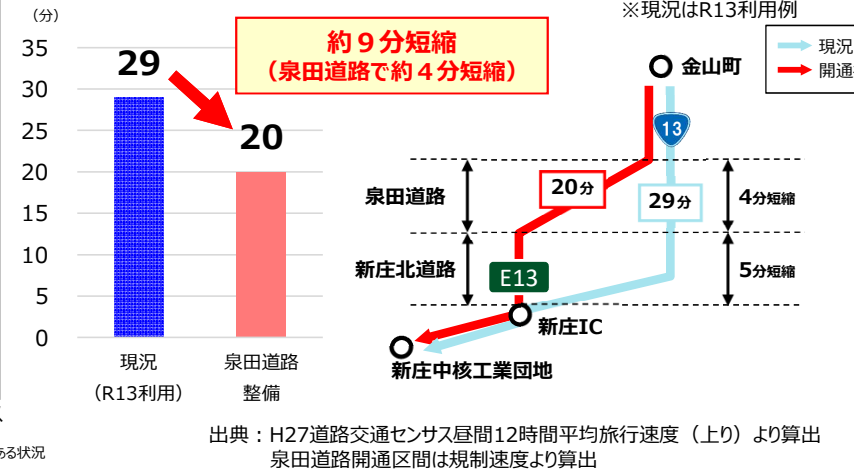 (分)
35
30
25
20
15
10
5
0
29
20
約９分短縮
（泉田道路で約４分短縮）
現況
（R13利用）
泉田道路
整備
※現況はR13利用例
現況
開通
金山町
13
泉田道路
20分
29分
4分短縮
新庄北道路
E13
5分短縮
新庄IC
新庄中核工業団地
出典：H27道路交通センサス昼間12時間平均旅行速度（上り）より算出
泉田道路開通区間は規制速度より算出
ある状況